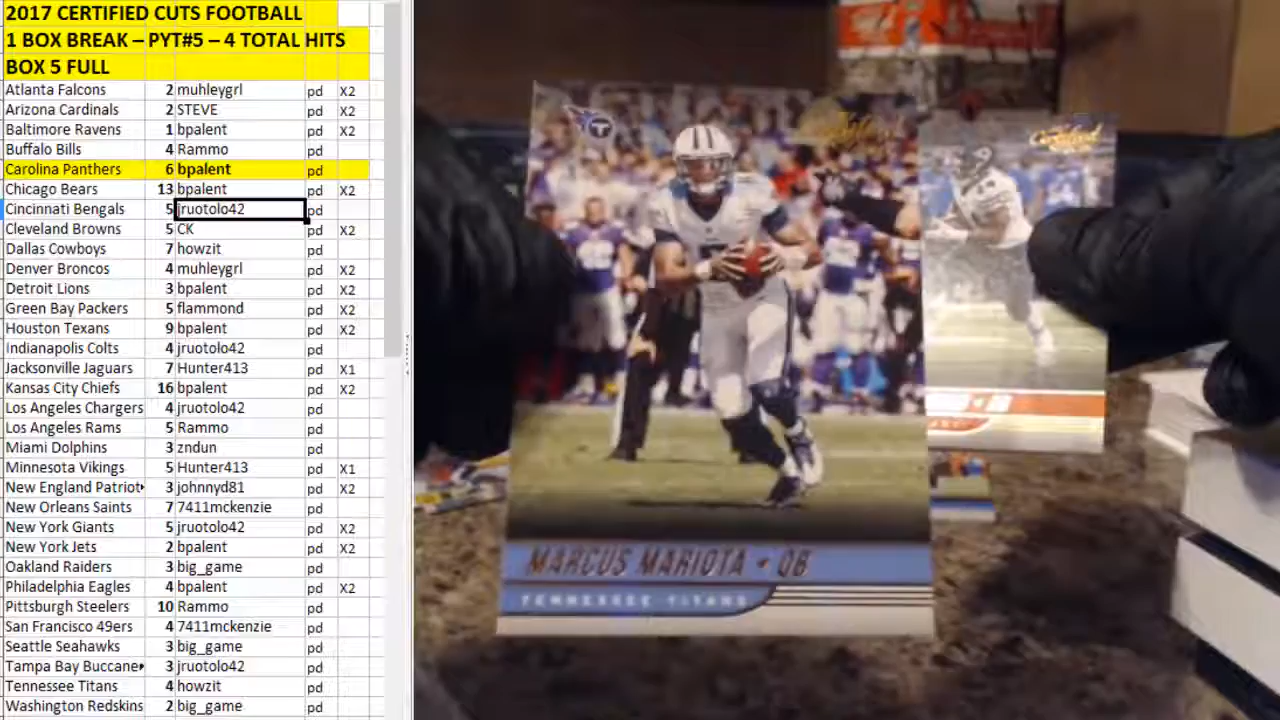 2017 CERTIFIED CUTS FOOTBALL
1 BOX BREAK – PYT#5 – 4 TOTAL HITS
BOX 5 FULL
Atlanta Falcons 2 muhleygrl pd X2
Arizona Cardinals 2 STEVE pd X2
Baltimore Ravens 1 bpalent pd X2
Buffalo Bills 4 Rammo pd
Carolina Panthers 6 bpalent pd
Chicago Bears 13 bpalent pd X2
Cincinnati Bengals 5 jruotolo42 pd
Cleveland Browns 5 CK pd X2
Dallas Cowboys 7 howzit pd
Denver Broncos 4 muhleygrl pd X2
Detroit Lions 3 bpalent pd X2
Green Bay Packers 5 flammond pd X2
Houston Texans 9 bpalent pd X2
Indianapolis Colts 4 jruotolo42 pd
Jacksonville Jaguars 7 Hunter413 pd X1
Kansas City Chiefs 16 bpalent pd X2
Los Angeles Chargers 4 jruotolo42 pd
Los Angeles Rams 5 Rammo pd
Miami Dolphins 3 zndun pd
Minnesota Vikings 5 Hunter413 pd X1
New England Patriot 3 johnnyd81 pd X2
New Orleans Saints 7 7411mckenzie pd
New York Giants 5 jruotolo42 pd X2
New York Jets 2 bpalent pd X2
Oakland Raiders 3 big_game pd
Philadelphia Eagles 4 bpalent pd X2
Pittsburgh Steelers 10 Rammo pd
San Francisco 49ers 4 7411mckenzie pd
Seattle Seahawks 3 big_game pd
Tampa Bay Buccane 3 jruotolo42 pd
Tennessee Titans 4 howzit pd
Washington Redskins 2 big_game pd
MARCUS MARIOTA • QB
TENNESSEE TITANS